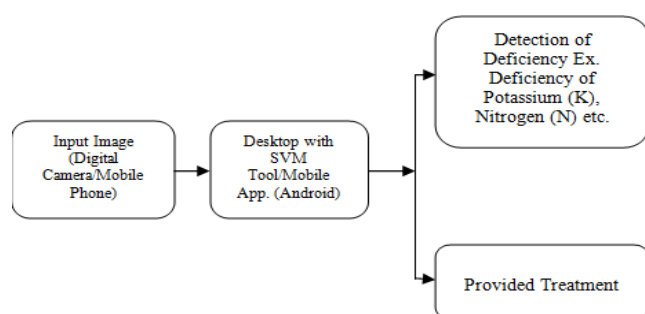 Input Image
(Digital
Camera/Mobile
Phone)
Desktop with
SVM
Tool/Mobile
App. (Android)
Detection of
Deficiency Ex.
Deficiency of
Potassium (K),
Nitrogen (N) etc.
Provided Treatment